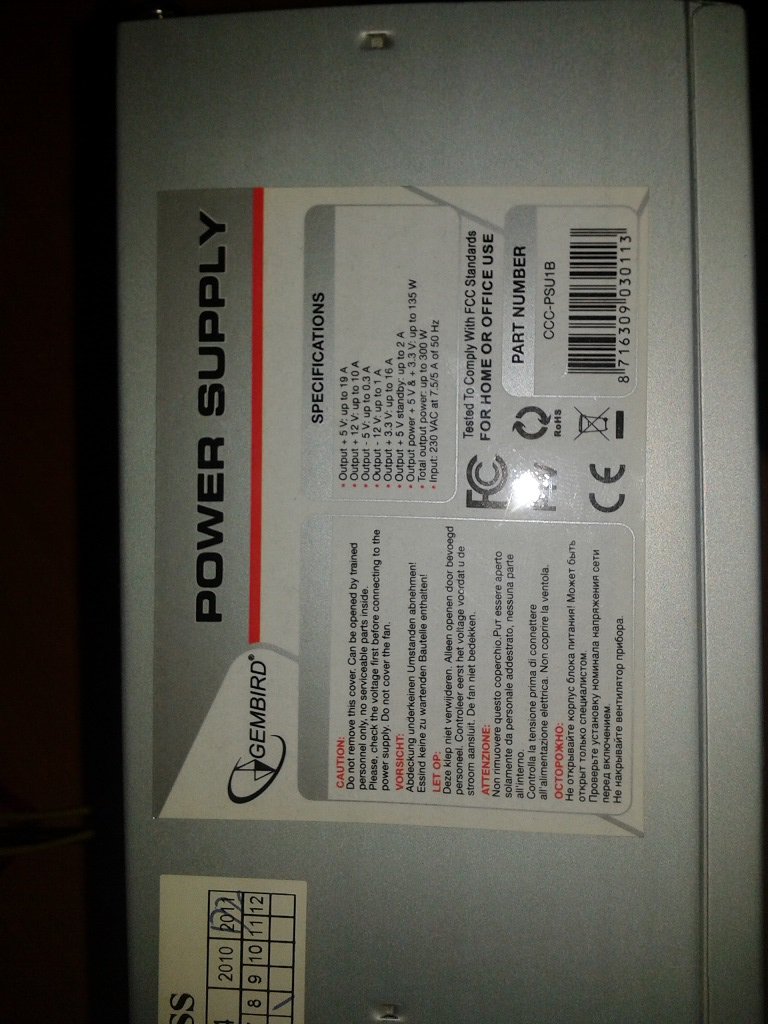 GEMBIRD®
POWER SUPPLY
CAUTION:
Do not remove this cover. Can be opened by trained
personnel only, no serviceable parts inside.
Please, check the voltage first before connecting to the
power supply. Do not cover the fan.
VORSICHT:
Abdeckung underkeinen Umstanden abnehmen!
Essind keine zu wartenden Bauteile enthalten!
LET OP:
Deze klap niet verwijderen. Alleen openen door bevoegd
personeel. Controleer eerst het voltage voordat u de
stroom aansluit. De fan niet bedekken.
ATTENZIONE:
Non rimuovere questo coperchio.Puт essere aperto
solamente da personale addestrato, nessuna parte
all'interno.
Controlla la tensione prima di connettere
all'alimentazione elettrica. Non coprire la ventola.
ОСТОРОЖНО:
Не открывайте корпус блока питания! Может быть
открыт только специалистом.
Проверьте установку номинала напряжения сети
перед включением.
Не накрывайте вентилятор прибора.
SPECIFICATIONS
• Output + 5 V: up to 19 A
• Output + 12 V: up to 10 A
• Output - 5 V: up to 0.3 A
• Output - 12 V: up to 1 A
• Output + 3.3 V: up to 16 A
• Output + 5 V standby: up to 2 A
• Output power + 5 V & + 3.3 V: up to 135 W
• Total output power: up to 300 W
• Input: 230 VAC at 7.5/5 A of 50 Hz
FC Tested To Comply With FCC Standards
FOR HOME OR OFFICE USE
RoHS
CE
PART NUMBER
CCC-PSU1B
8 716309 030113
SS
2010 2011
8 9 10 11 12